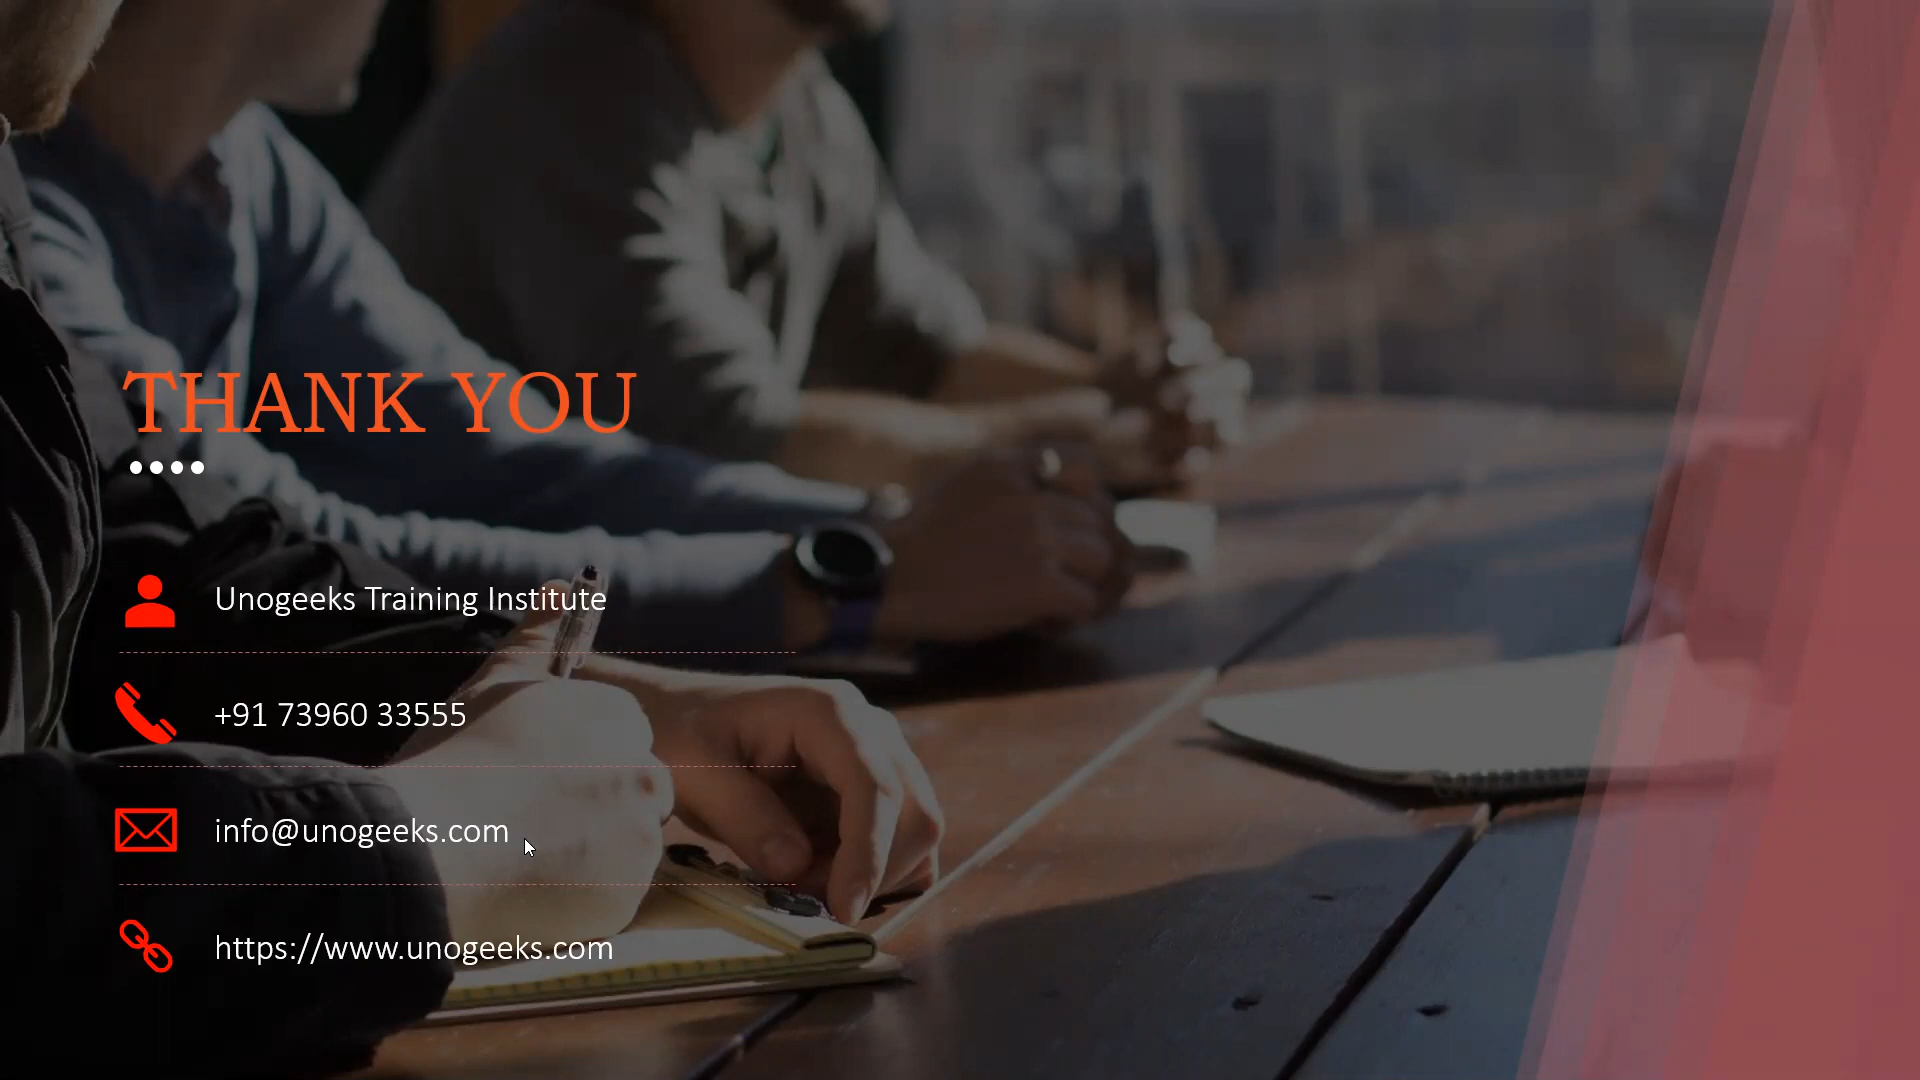 THANK YOU
Unogeeks Training Institute
+91 73960 33555
info@unogeeks.com
https://www.unogeeks.com